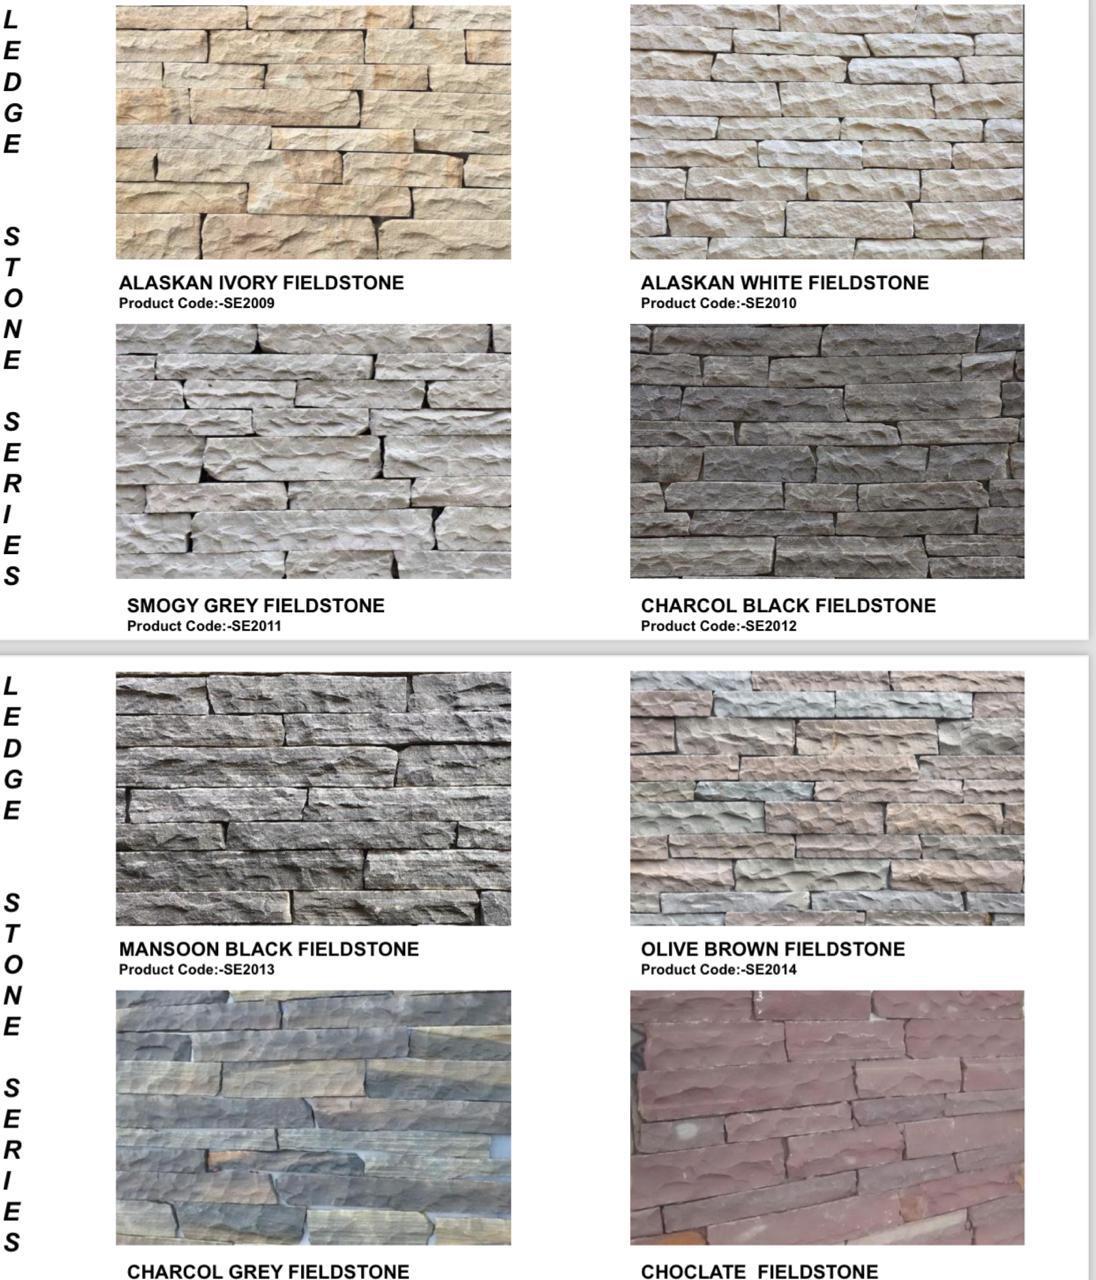 LEDGE STONE SERIES
ALASKAN IVORY FIELDSTONE
Product Code:-SE2009
ALASKAN WHITE FIELDSTONE
Product Code:-SE2010
SMOGY GREY FIELDSTONE
Product Code:-SE2011
CHARCOL BLACK FIELDSTONE
Product Code:-SE2012
LEDGE STONE SERIES
MANSOON BLACK FIELDSTONE
Product Code:-SE2013
OLIVE BROWN FIELDSTONE
Product Code:-SE2014
CHARCOL GREY FIELDSTONE
CHOCLATE FIELDSTONE